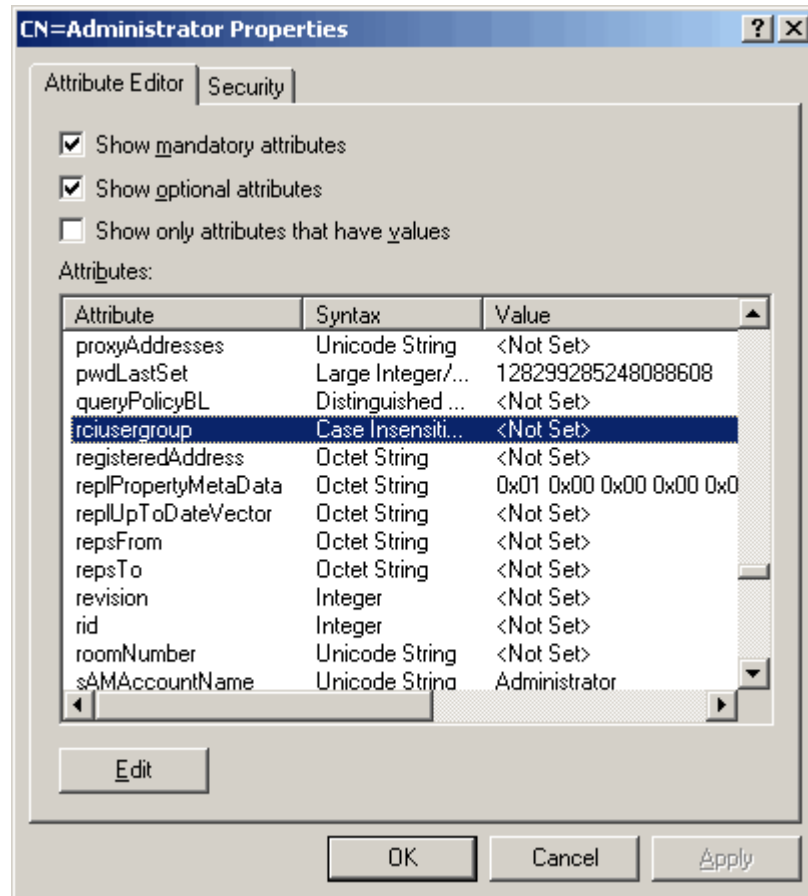 CN=Administrator Properties
Attribute Editor Security
Show mandatory attributes
Show optional attributes
Show only attributes that have values
Attributes:
Attribute Syntax Value
proxyAddresses Unicode String <Not Set>
pwdLastSet Large Integer/... 128299285248088608
queryPolicyBL Distinguished ... <Not Set>
rciusergroup Case Insensiti... <Not Set>
registeredAddress Octet String <Not Set>
replPropertyMetaData Octet String 0x01 0x00 0x00 0x00 0x0
replUpToDateVector Octet String <Not Set>
repsFrom Octet String <Not Set>
repsTo Octet String <Not Set>
revision Integer <Not Set>
rid Integer <Not Set>
roomNumber Unicode String <Not Set>
sAMAccountName Unicode String Administrator
Edit
OK Cancel Apply